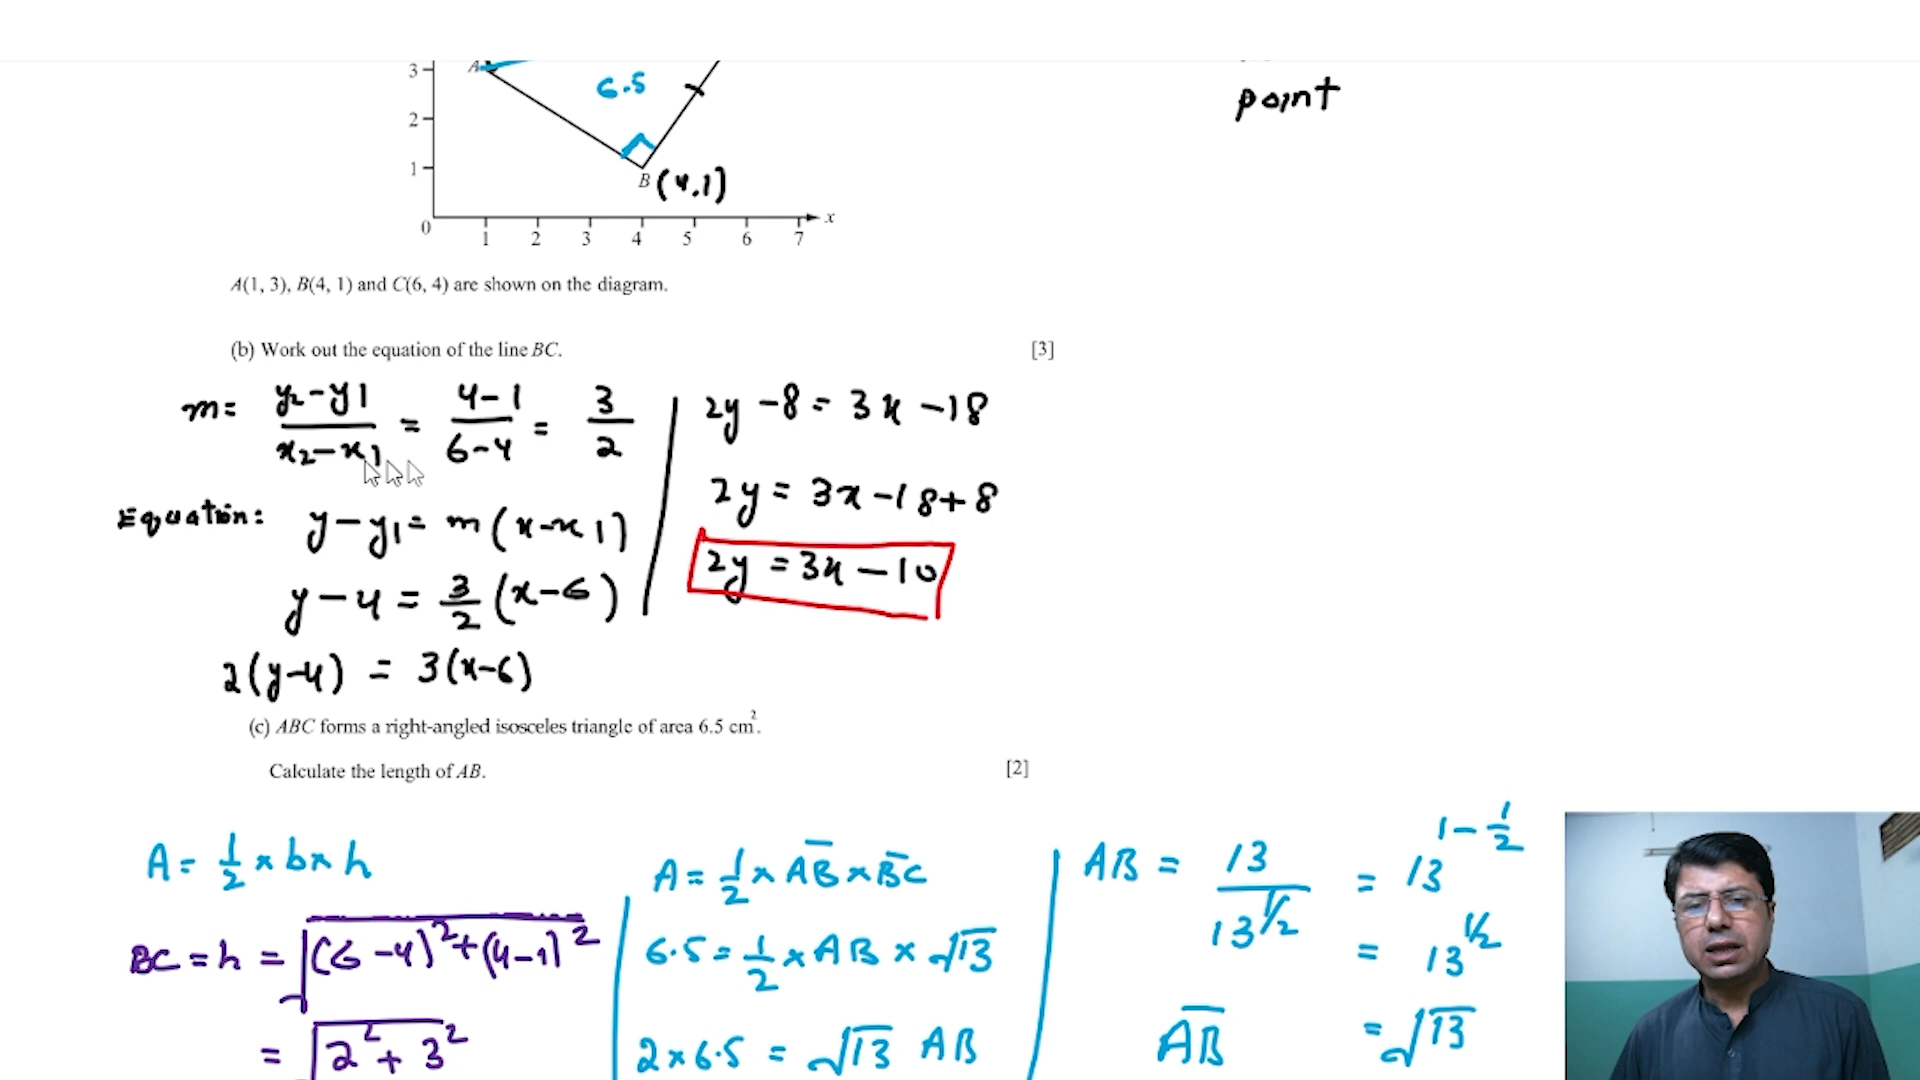 3
A
6.5
point
2
1
B (4,1)
0
x
1 2 3 4 5 6 7
A(1, 3), B(4, 1) and C(6, 4) are shown on the diagram.
(b) Work out the equation of the line BC. [3]
m = (y2 - y1)/(x2 - x1) = (4 - 1)/(6 - 4) = 3/2
Equation: y - y1 = m(x - x1)
y - 4 = 3/2 (x - 6)
2(y - 4) = 3(x - 6)
2y - 8 = 3x - 18
2y = 3x - 18 + 8
2y = 3x - 10
(c) ABC forms a right-angled isosceles triangle of area 6.5 cm².
Calculate the length of AB. [2]
A = 1/2 × b × h
BC = h = √((6 - 4)² + (4 - 1)²)
= √(2² + 3²)
A = 1/2 × AB × BC
6.5 = 1/2 × AB × √13
2 × 6.5 = √13 AB
AB = 13/13^(1/2) = 13^(1 - 1/2)
= 13^(1/2)
AB = √13